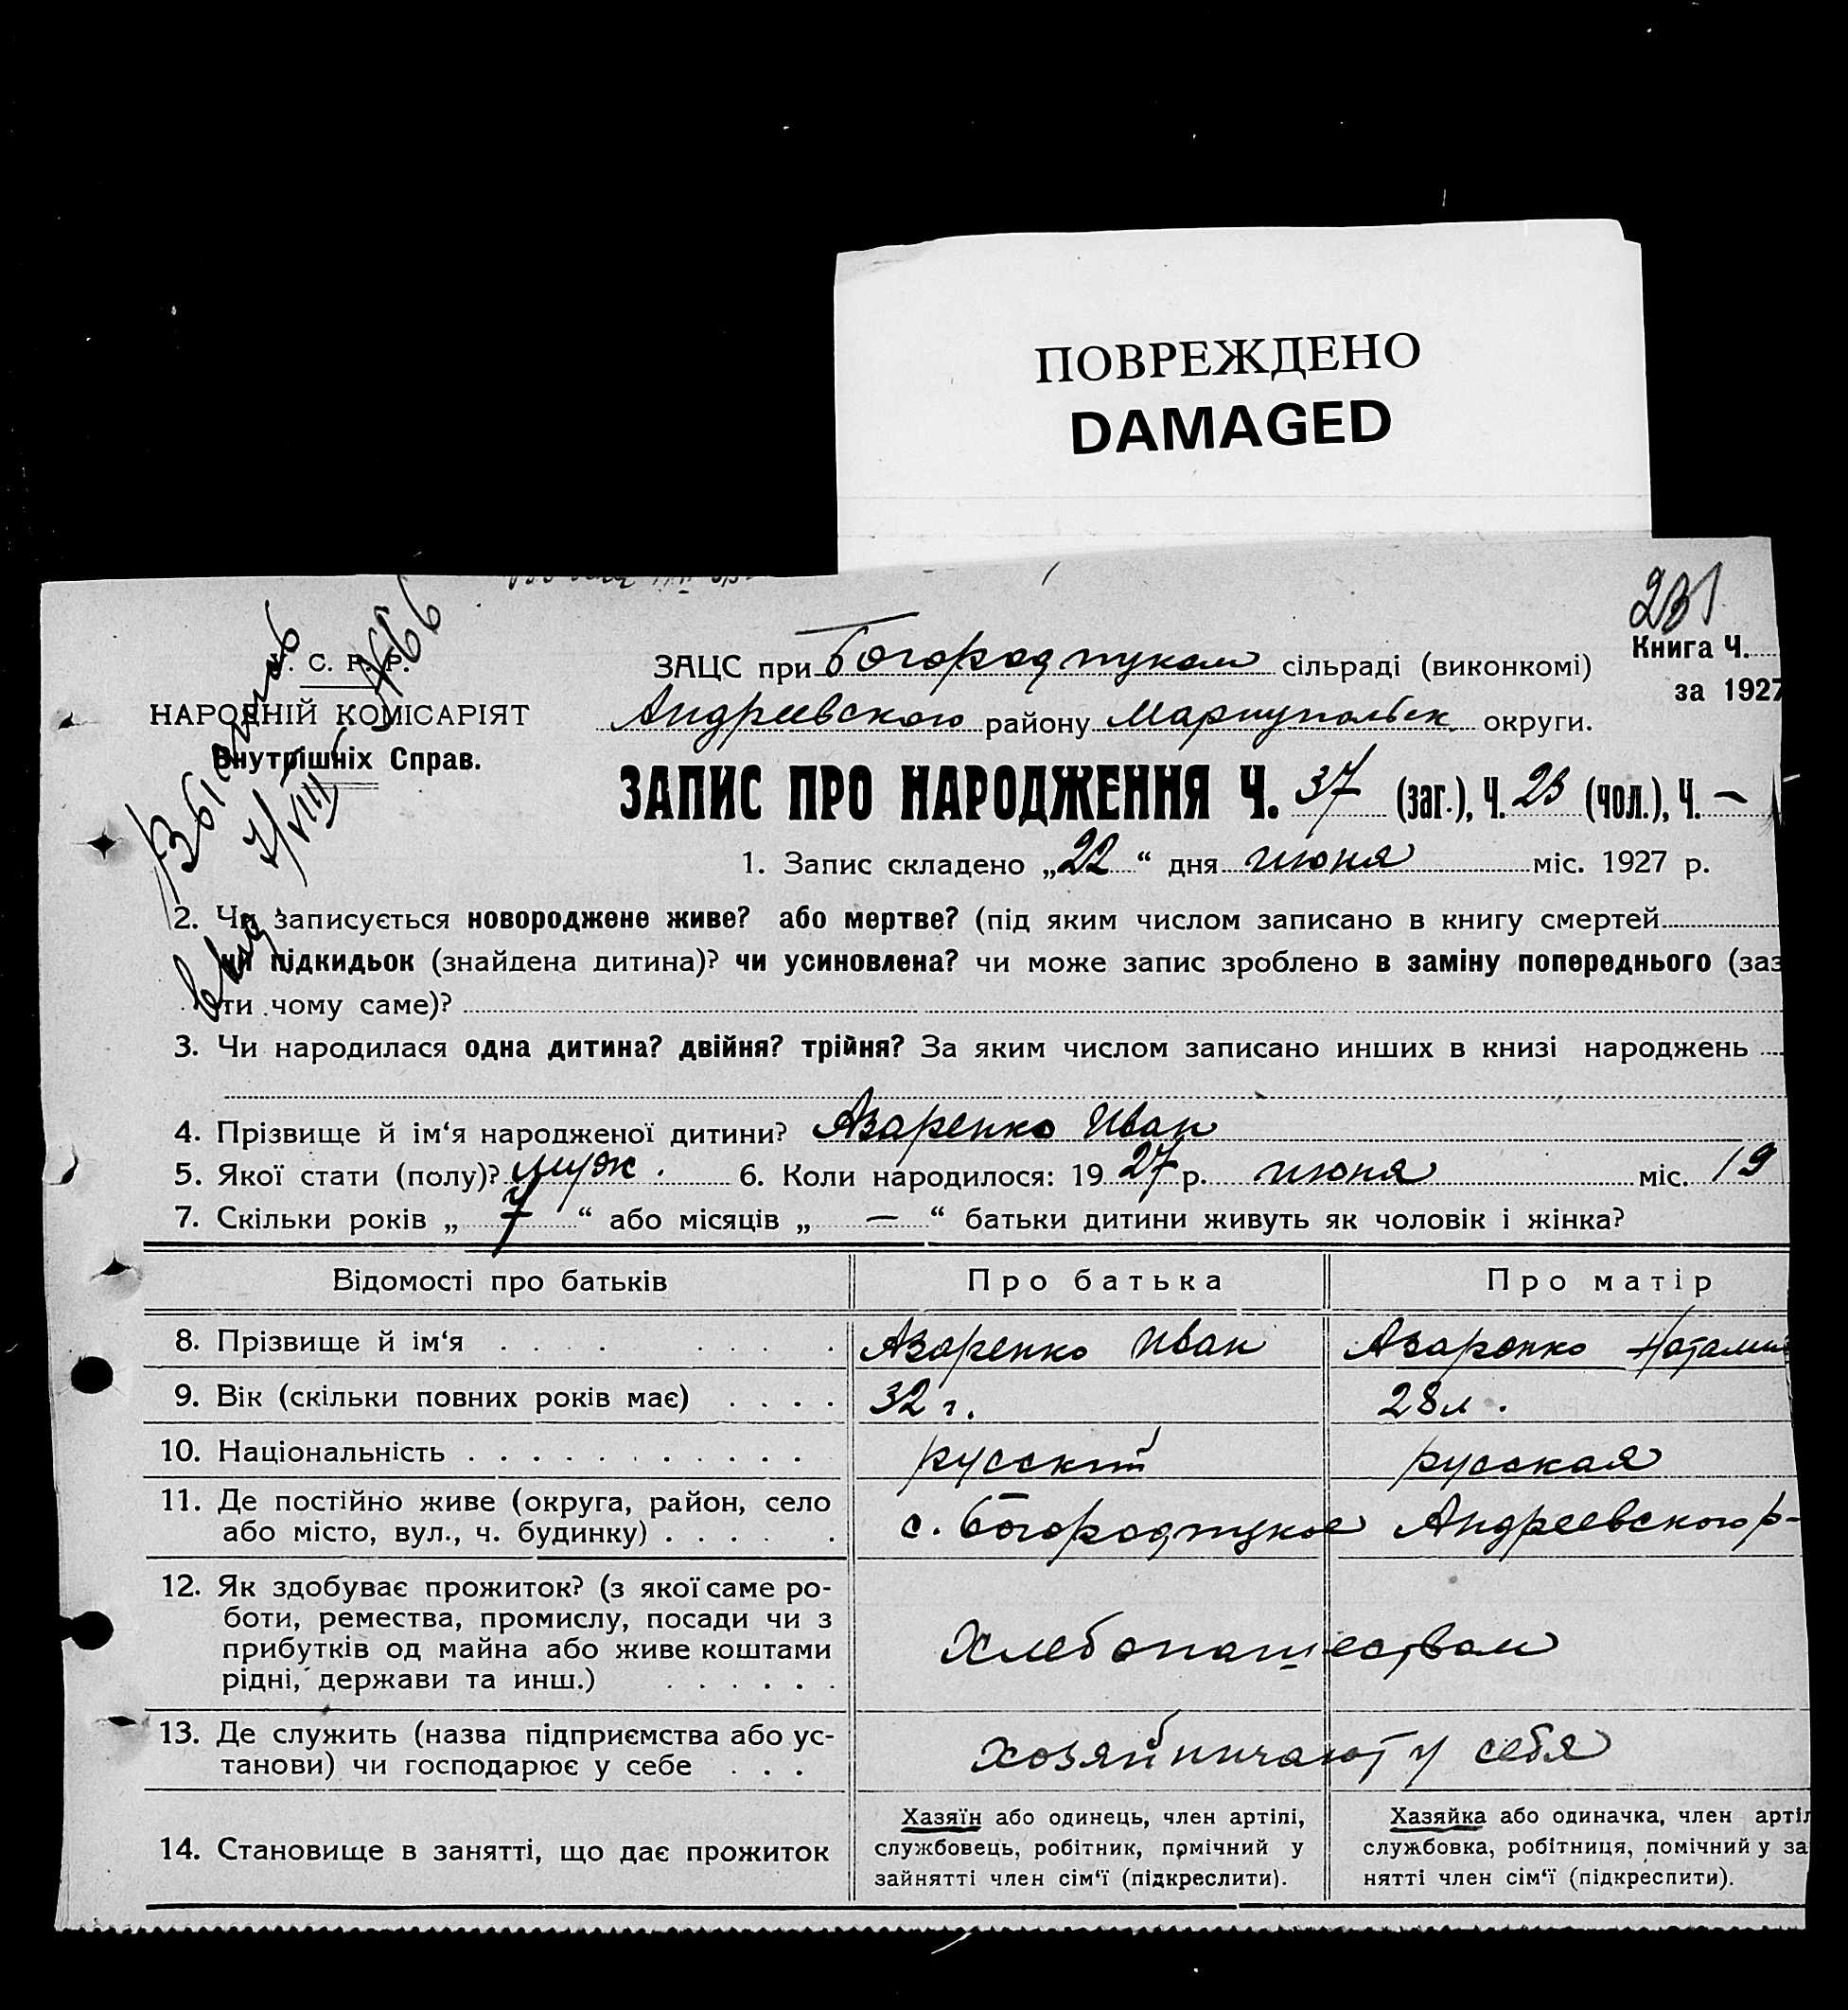 ПОВРЕЖДЕНО
DAMAGED
231
Книга Ч.
за 1927
С. Р. Р.
НАРОДНІЙ КОМІСАРІЯТ
Внутрішніх Справ.
№66
7/VIII
ЗАЦС при Богородицком сільраді (виконкомі)
Андреевского району Мариупольск округи.
ЗАПИС ПРО НАРОДЖЕННЯ Ч. 37 (заг.), Ч. 23 (чол.), Ч. —
1. Запис складено „22“ дня июня міс. 1927 р.
2. Чи записується новороджене живе? або мертве? (під яким числом записано в книгу смертей
чи підкидьок (знайдена дитина)? чи усиновлена? чи може запис зроблено в заміну попереднього (заз
ти чому саме)?
3. Чи народилася одна дитина? двійня? трійня? За яким числом записано инших в книзі народжень
4. Прізвище й ім‘я народженої дитини? Азаренко Иван
5. Якої стати (полу)? муж. 6. Коли народилося: 1927 р. июня міс. 19
7. Скільки років „7“ або місяців „—“ батьки дитини живуть як чоловік і жінка?
Відомості про батьків Про батька Про матір
8. Прізвище й ім‘я Азаренко Иван Азаренко Наталия
9. Вік (скільки повних років має) 32 г. 28 л.
10. Національність русский русская
11. Де постійно живе (округа, район, село
або місто, вул., ч. будинку) с. Богородицкое Андреевского р-
12. Як здобуває прожиток? (з якої саме ро-
боти, ремества, промислу, посади чи з
прибутків од майна або живе коштами
рідні, держави та инш.) Хлебопашеством
13. Де служить (назва підприємства або ус-
танови) чи господарює у себе хозяйничают у себя
14. Становище в занятті, що дає прожиток
Хазяїн або одинець, член артілі,
службовець, робітник, помічний у
зайнятті член сім‘ї (підкреслити).
Хазяйка або одиначка, член артіл
службовка, робітниця, помічний у за
нятті член сім‘ї (підкреслити).